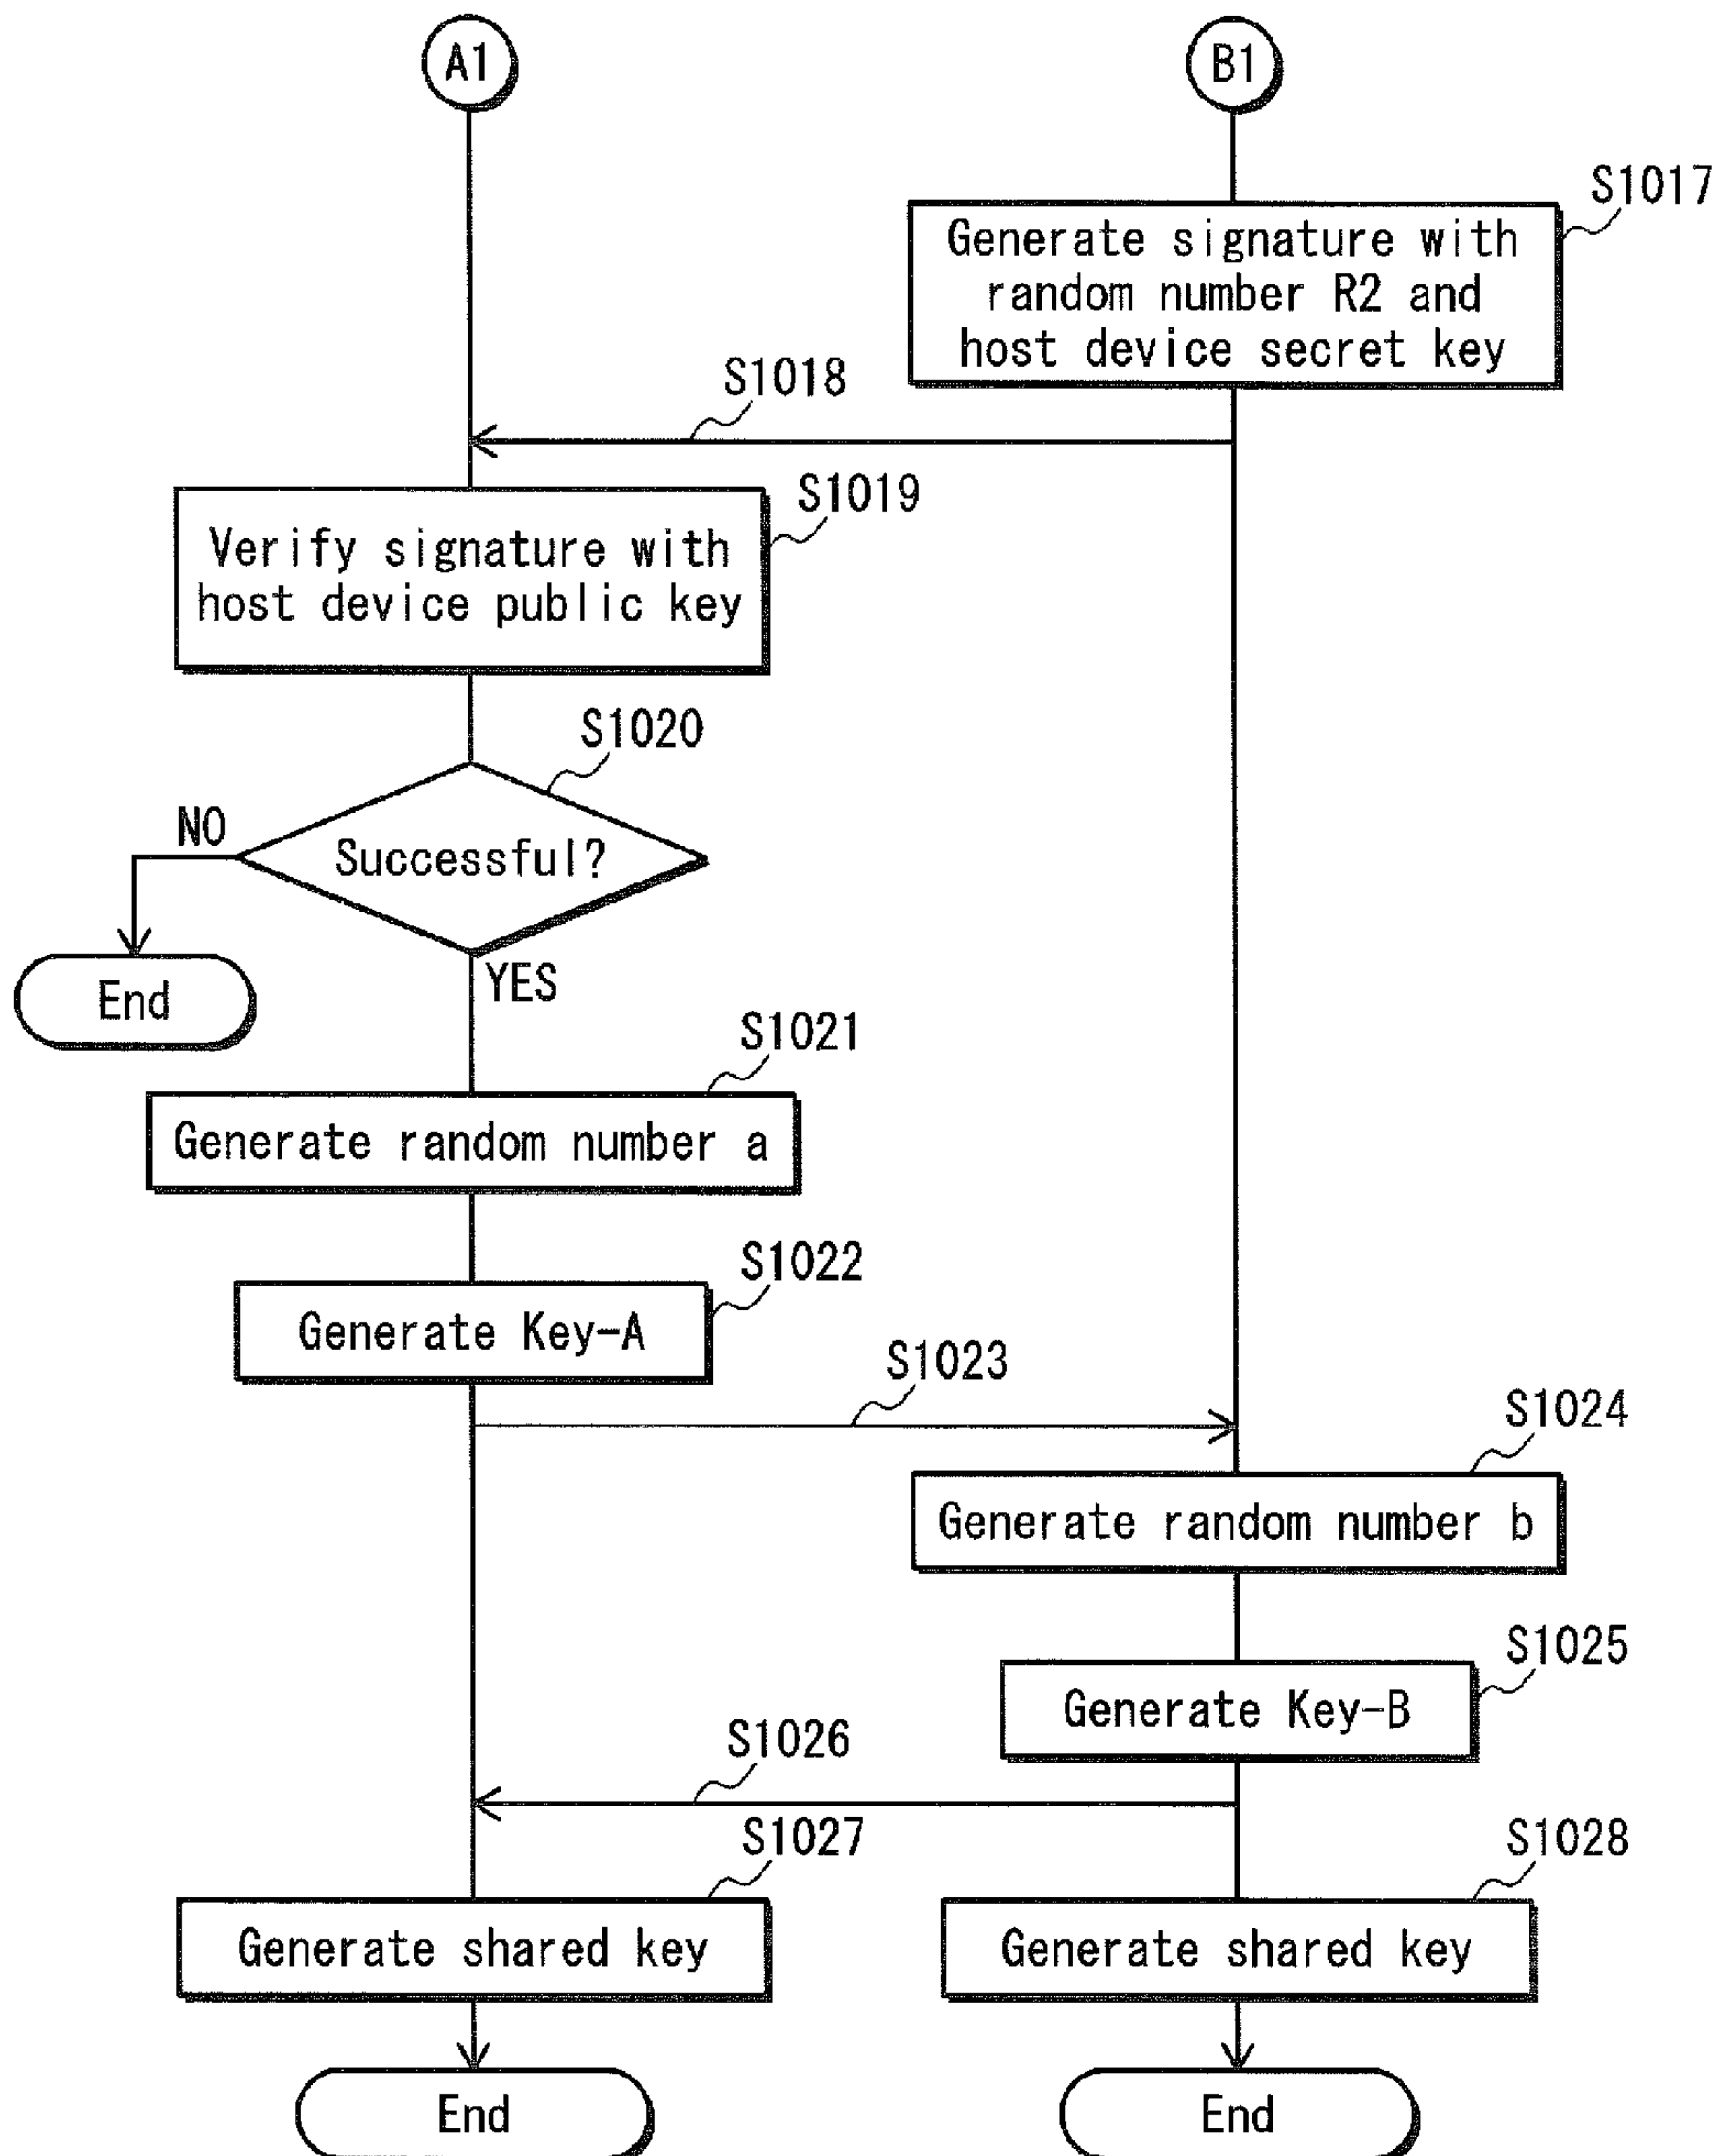 A1
B1
S1017
Generate signature with
random number R2 and
host device secret key
S1018
S1019
Verify signature with
host device public key
S1020
NO
Successful?
YES
End
S1021
Generate random number a
S1022
Generate Key-A
S1023
S1024
Generate random number b
S1025
Generate Key-B
S1026
S1027
S1028
Generate shared key
Generate shared key
End
End